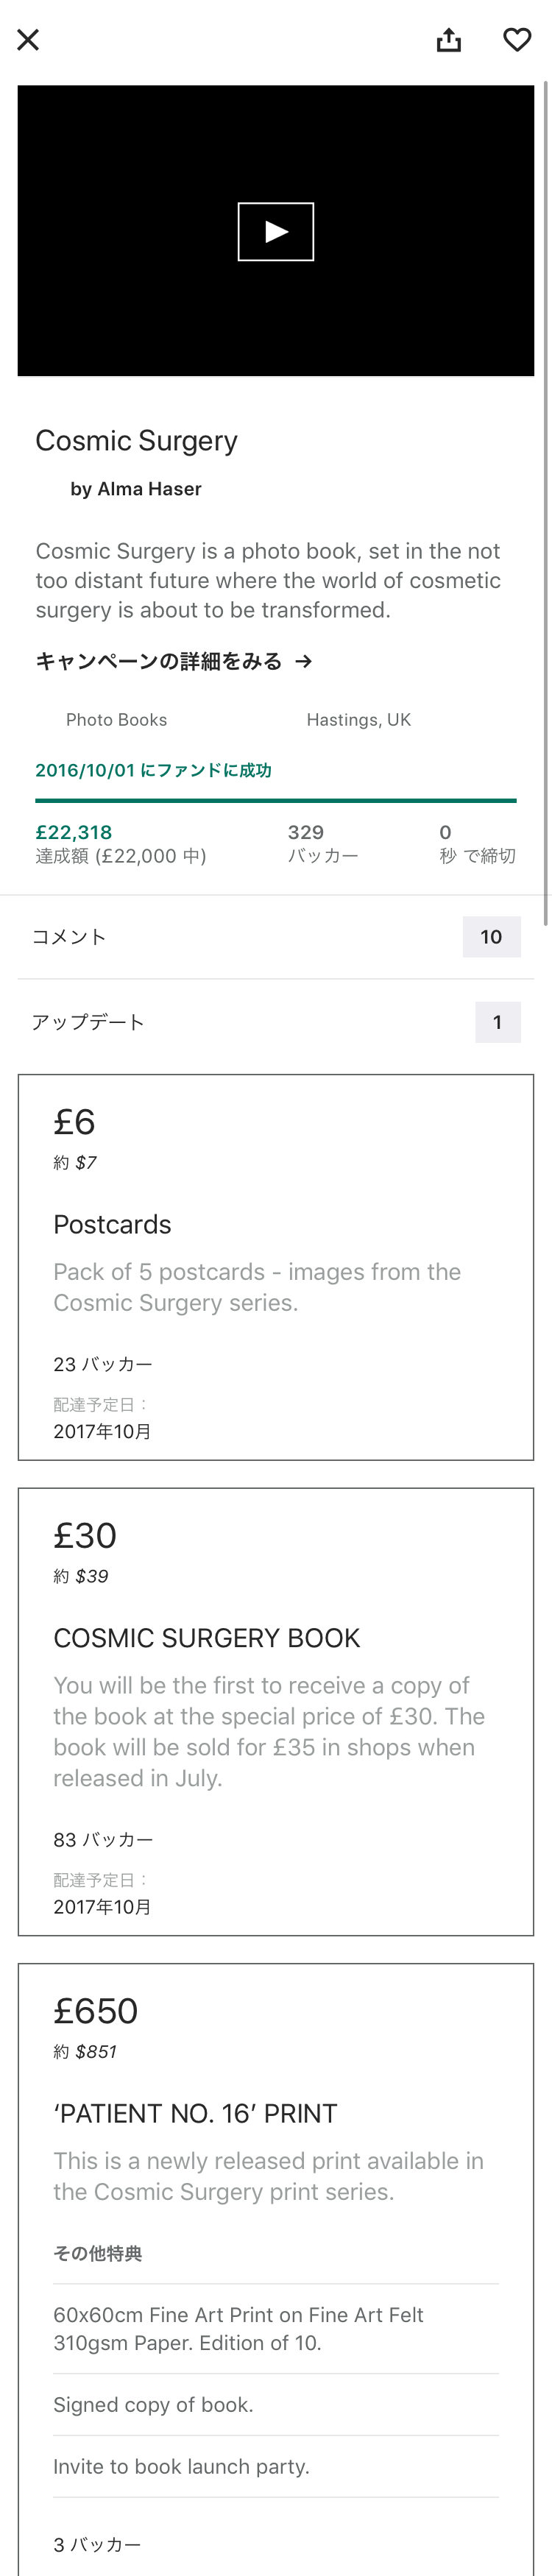 Cosmic Surgery
by Alma Haser
Cosmic Surgery is a photo book, set in the not
too distant future where the world of cosmetic
surgery is about to be transformed.
キャンペーンの詳細をみる →
Photo Books
Hastings, UK
2016/10/01 にファンドに成功
£22,318
329
0
達成額 (£22,000 中)
バッカー
秒 で締切
コメント
10
アップデート
1
£6
約 $7
Postcards
Pack of 5 postcards - images from the
Cosmic Surgery series.
23 バッカー
配達予定日：
2017年10月
£30
約 $39
COSMIC SURGERY BOOK
You will be the first to receive a copy of
the book at the special price of £30. The
book will be sold for £35 in shops when
released in July.
83 バッカー
配達予定日：
2017年10月
£650
約 $851
‘PATIENT NO. 16’ PRINT
This is a newly released print available in
the Cosmic Surgery print series.
その他特典
60x60cm Fine Art Print on Fine Art Felt
310gsm Paper. Edition of 10.
Signed copy of book.
Invite to book launch party.
3 バッカー